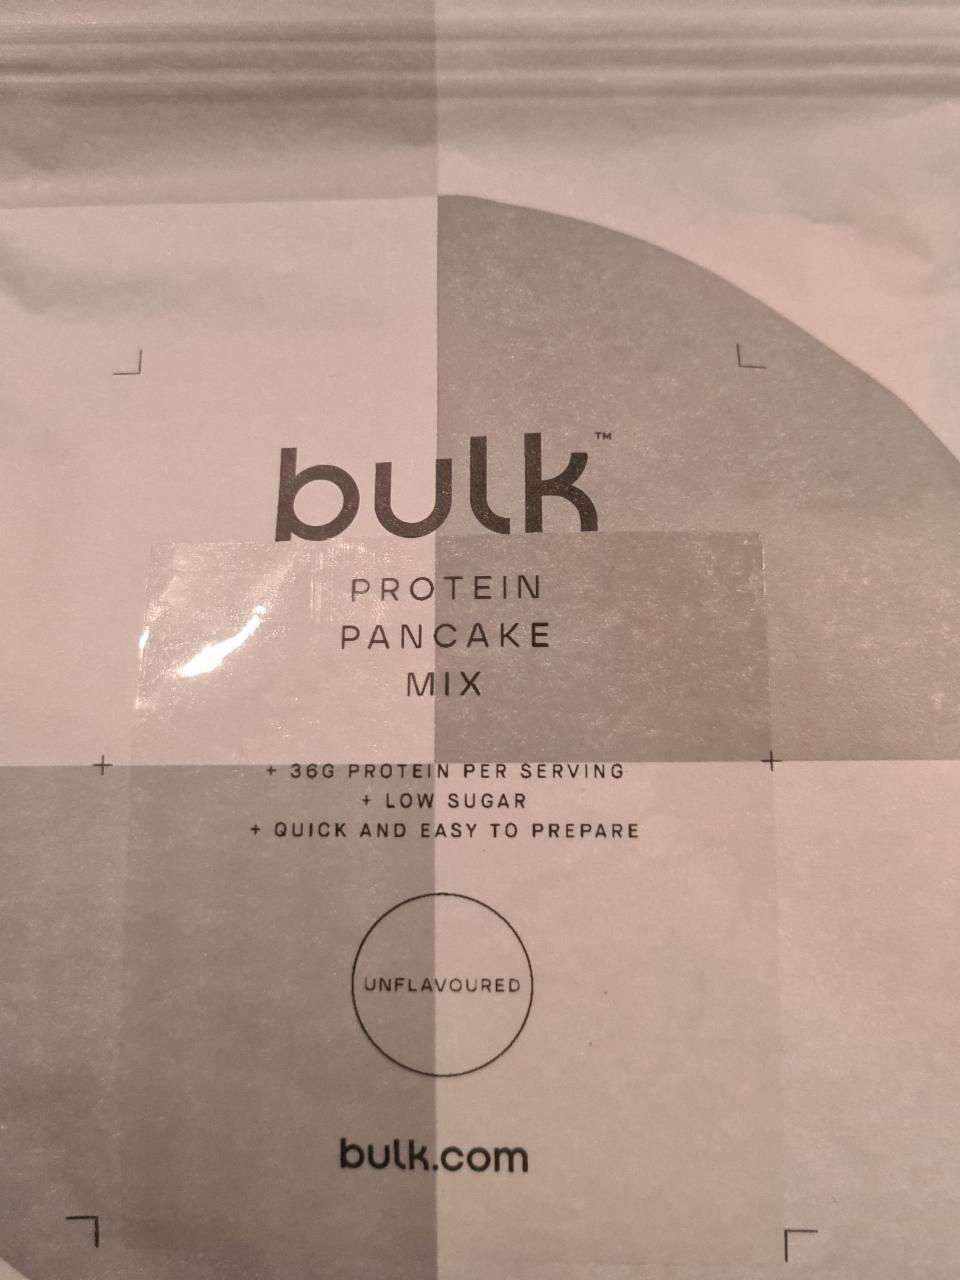 bulk™
PROTEIN
PANCAKE
MIX
+ 36G PROTEIN PER SERVING
+ LOW SUGAR
+ QUICK AND EASY TO PREPARE
UNFLAVOURED
bulk.com